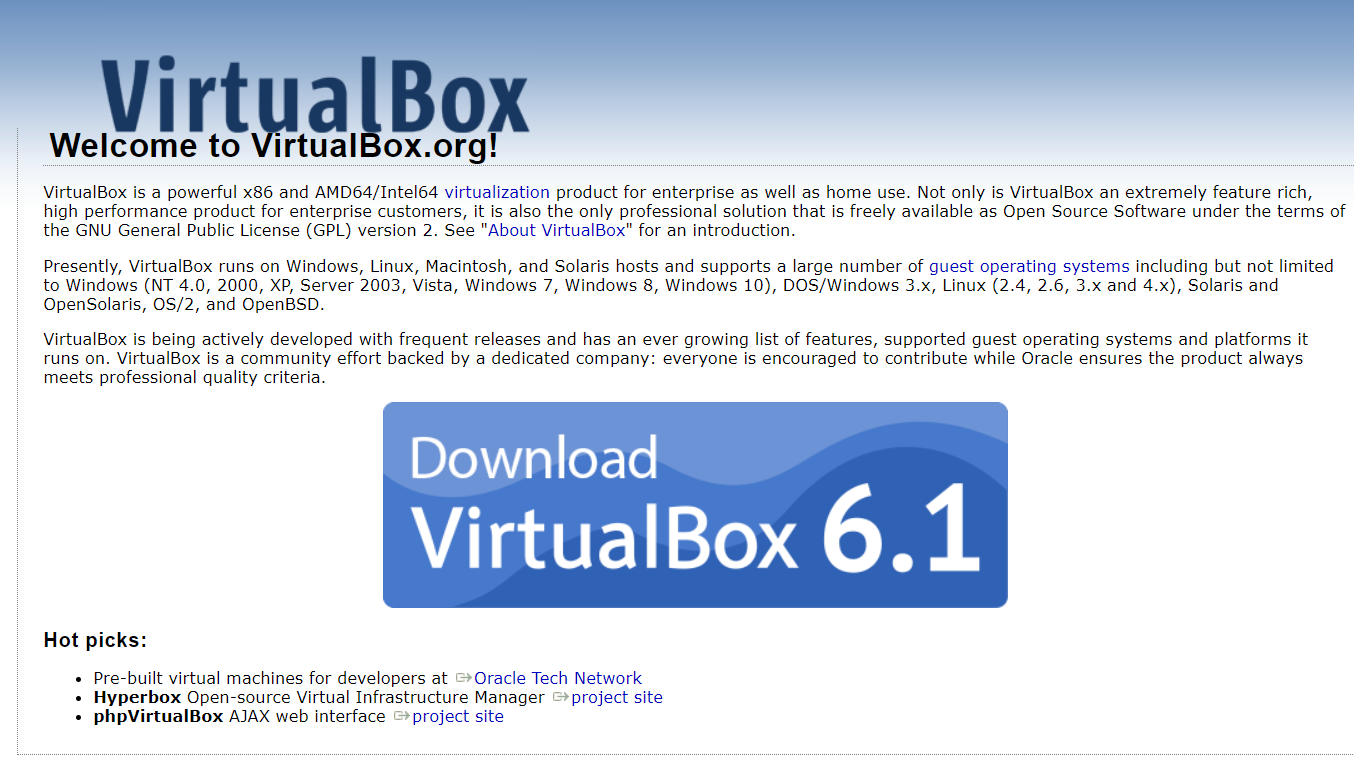 VirtualBox
Welcome to VirtualBox.org!
VirtualBox is a powerful x86 and AMD64/Intel64 virtualization product for enterprise as well as home use. Not only is VirtualBox an extremely feature rich,
high performance product for enterprise customers, it is also the only professional solution that is freely available as Open Source Software under the terms of
the GNU General Public License (GPL) version 2. See "About VirtualBox" for an introduction.
Presently, VirtualBox runs on Windows, Linux, Macintosh, and Solaris hosts and supports a large number of guest operating systems including but not limited
to Windows (NT 4.0, 2000, XP, Server 2003, Vista, Windows 7, Windows 8, Windows 10), DOS/Windows 3.x, Linux (2.4, 2.6, 3.x and 4.x), Solaris and
OpenSolaris, OS/2, and OpenBSD.
VirtualBox is being actively developed with frequent releases and has an ever growing list of features, supported guest operating systems and platforms it
runs on. VirtualBox is a community effort backed by a dedicated company: everyone is encouraged to contribute while Oracle ensures the product always
meets professional quality criteria.
Download
VirtualBox 6.1
Hot picks:
• Pre-built virtual machines for developers at Oracle Tech Network
• Hyperbox Open-source Virtual Infrastructure Manager project site
• phpVirtualBox AJAX web interface project site